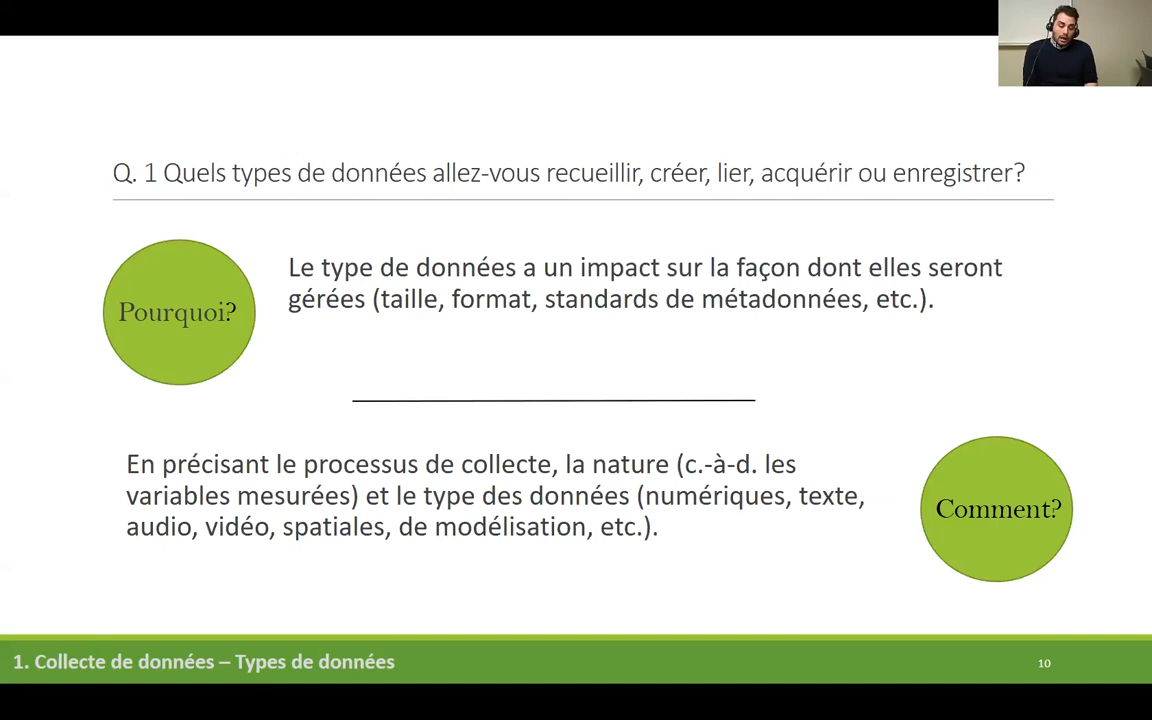 Q. 1 Quels types de données allez-vous recueillir, créer, lier, acquérir ou enregistrer?
Pourquoi?
Le type de données a un impact sur la façon dont elles seront
gérées (taille, format, standards de métadonnées, etc.).
En précisant le processus de collecte, la nature (c.-à-d. les
variables mesurées) et le type des données (numériques, texte,
audio, vidéo, spatiales, de modélisation, etc.).
Comment?
1. Collecte de données – Types de données
10